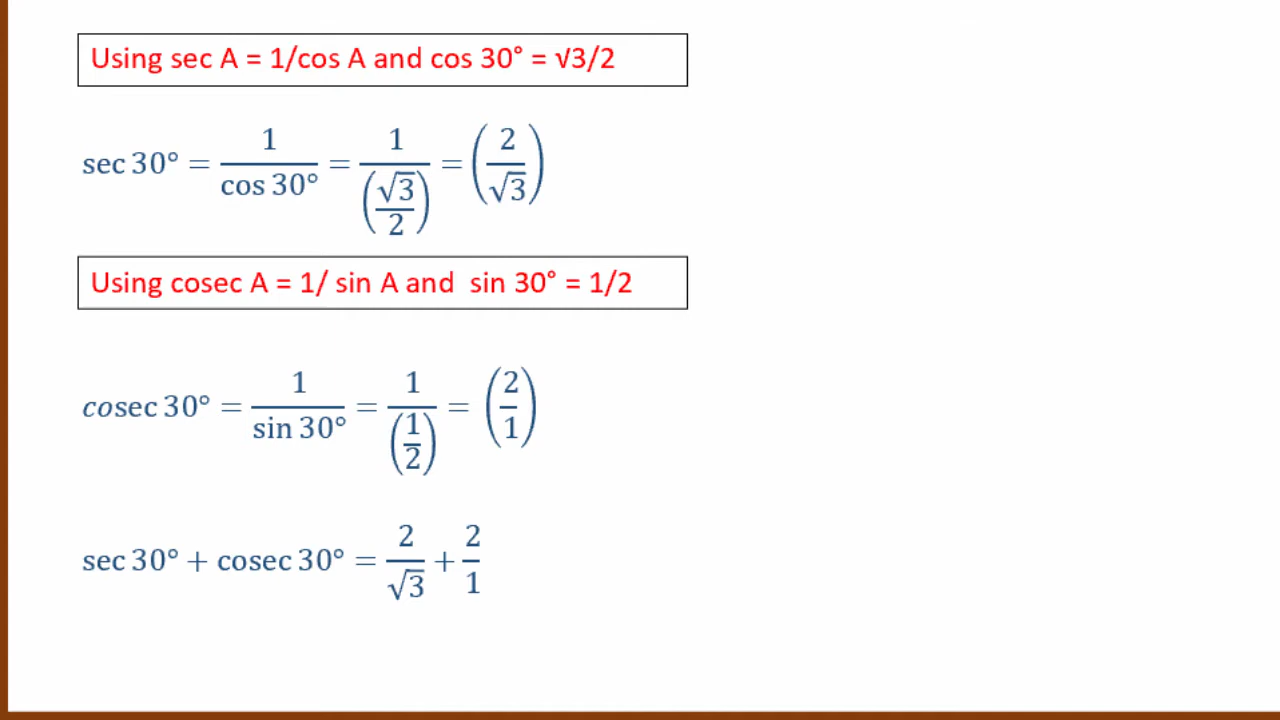 Using sec A = 1/cos A and cos 30° = √3/2
sec 30° = 1/cos 30° = 1/(√3/2) = (2/√3)
Using cosec A = 1/ sin A and sin 30° = 1/2
cosec 30° = 1/sin 30° = 1/(1/2) = (2/1)
sec 30° + cosec 30° = 2/√3 + 2/1